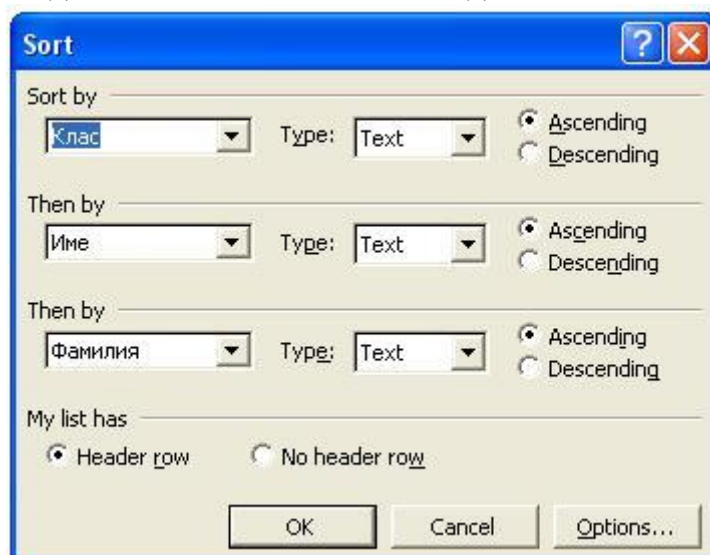 Sort
Sort by
Клас Type: Text Ascending
Descending
Then by
Име Type: Text Ascending
Descending
Then by
Фамилия Type: Text Ascending
Descending
My list has
Header row No header row
OK Cancel Options...